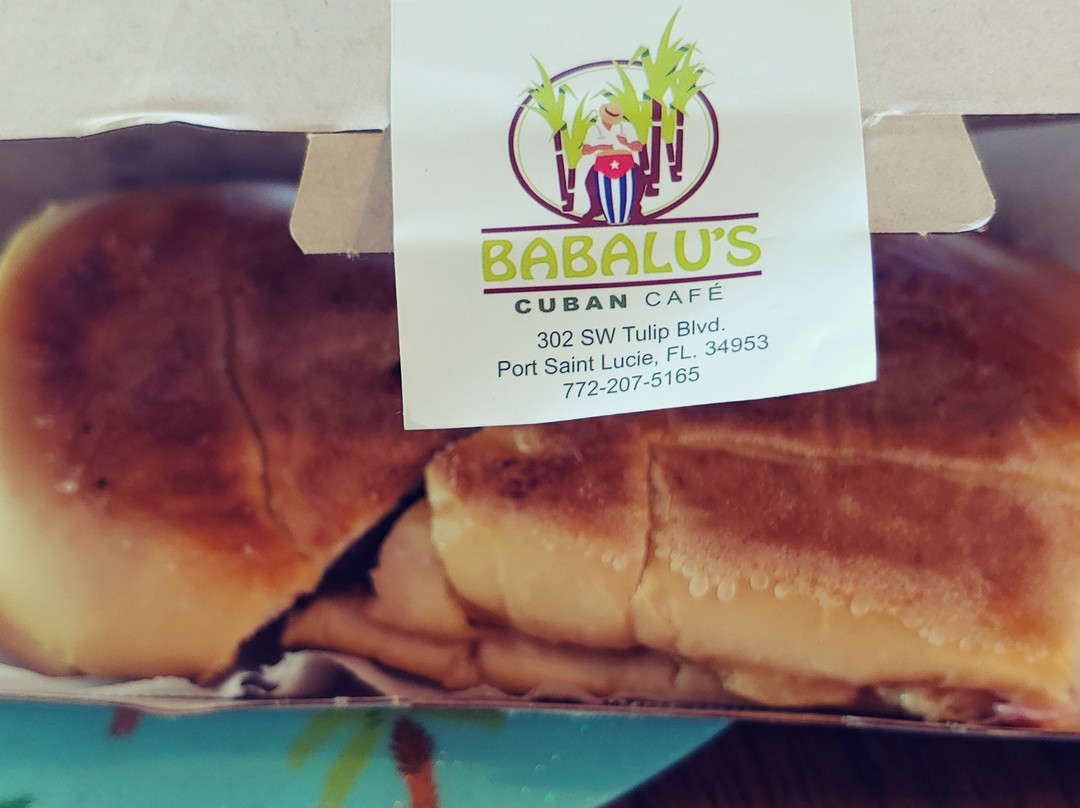 BABALU'S
CUBAN CAFÉ
302 SW Tulip Blvd.
Port Saint Lucie, FL. 34953
772-207-5165